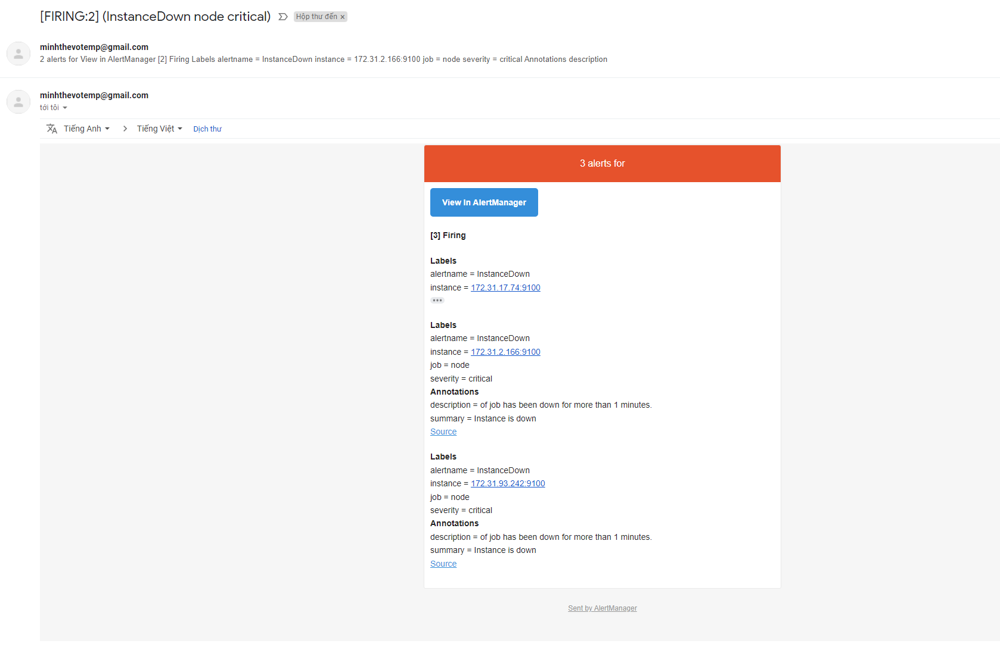 [FIRING:2] (InstanceDown node critical) Hộp thư đến ×
minhthevotemp@gmail.com
2 alerts for View in AlertManager [2] Firing Labels alertname = InstanceDown instance = 172.31.2.166:9100 job = node severity = critical Annotations description
minhthevotemp@gmail.com
tới tôi
Tiếng Anh > Tiếng Việt Dịch thư
3 alerts for
View In AlertManager
[3] Firing
Labels
alertname = InstanceDown
instance = 172.31.17.74:9100
•••
Labels
alertname = InstanceDown
instance = 172.31.2.166:9100
job = node
severity = critical
Annotations
description = of job has been down for more than 1 minutes.
summary = Instance is down
Source
Labels
alertname = InstanceDown
instance = 172.31.93.242:9100
job = node
severity = critical
Annotations
description = of job has been down for more than 1 minutes.
summary = Instance is down
Source
Sent by AlertManager